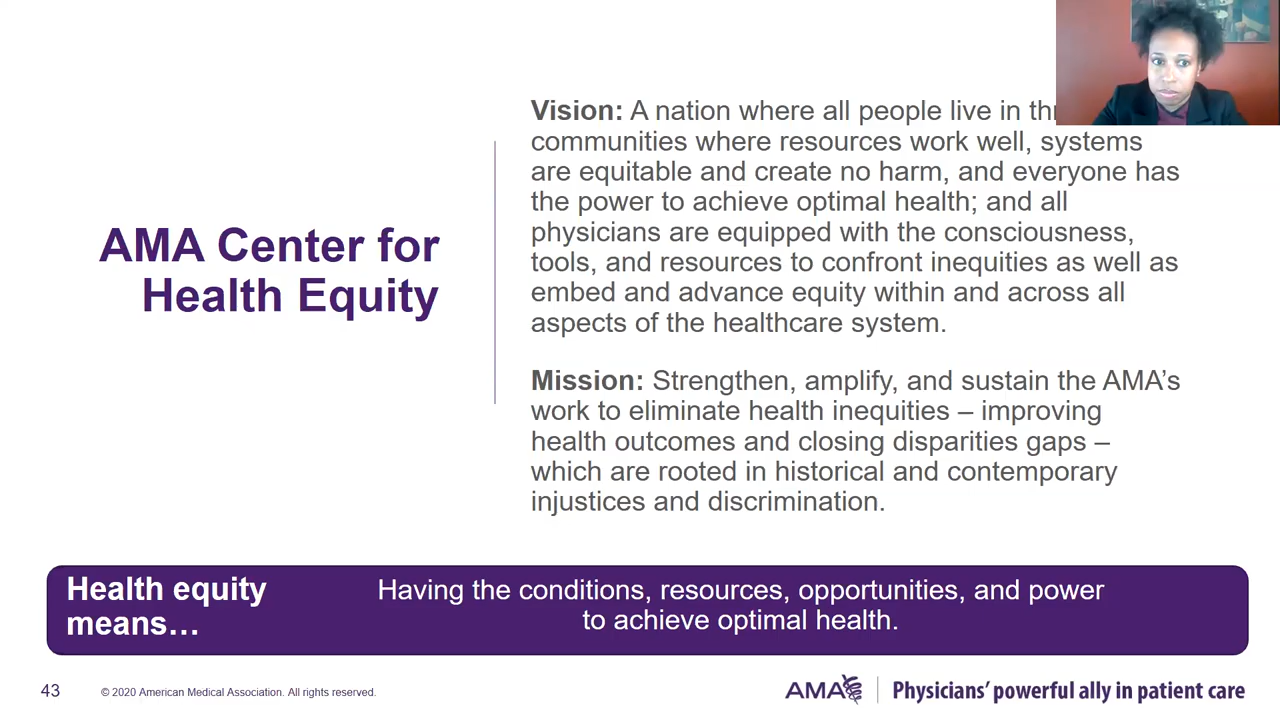 AMA Center for
Health Equity
Vision: A nation where all people live in
communities where resources work well, systems
are equitable and create no harm, and everyone has
the power to achieve optimal health; and all
physicians are equipped with the consciousness,
tools, and resources to confront inequities as well as
embed and advance equity within and across all
aspects of the healthcare system.
Mission: Strengthen, amplify, and sustain the AMA’s
work to eliminate health inequities – improving
health outcomes and closing disparities gaps –
which are rooted in historical and contemporary
injustices and discrimination.
Health equity
means…
Having the conditions, resources, opportunities, and power
to achieve optimal health.
43
© 2020 American Medical Association. All rights reserved.
AMA
Physicians’ powerful ally in patient care